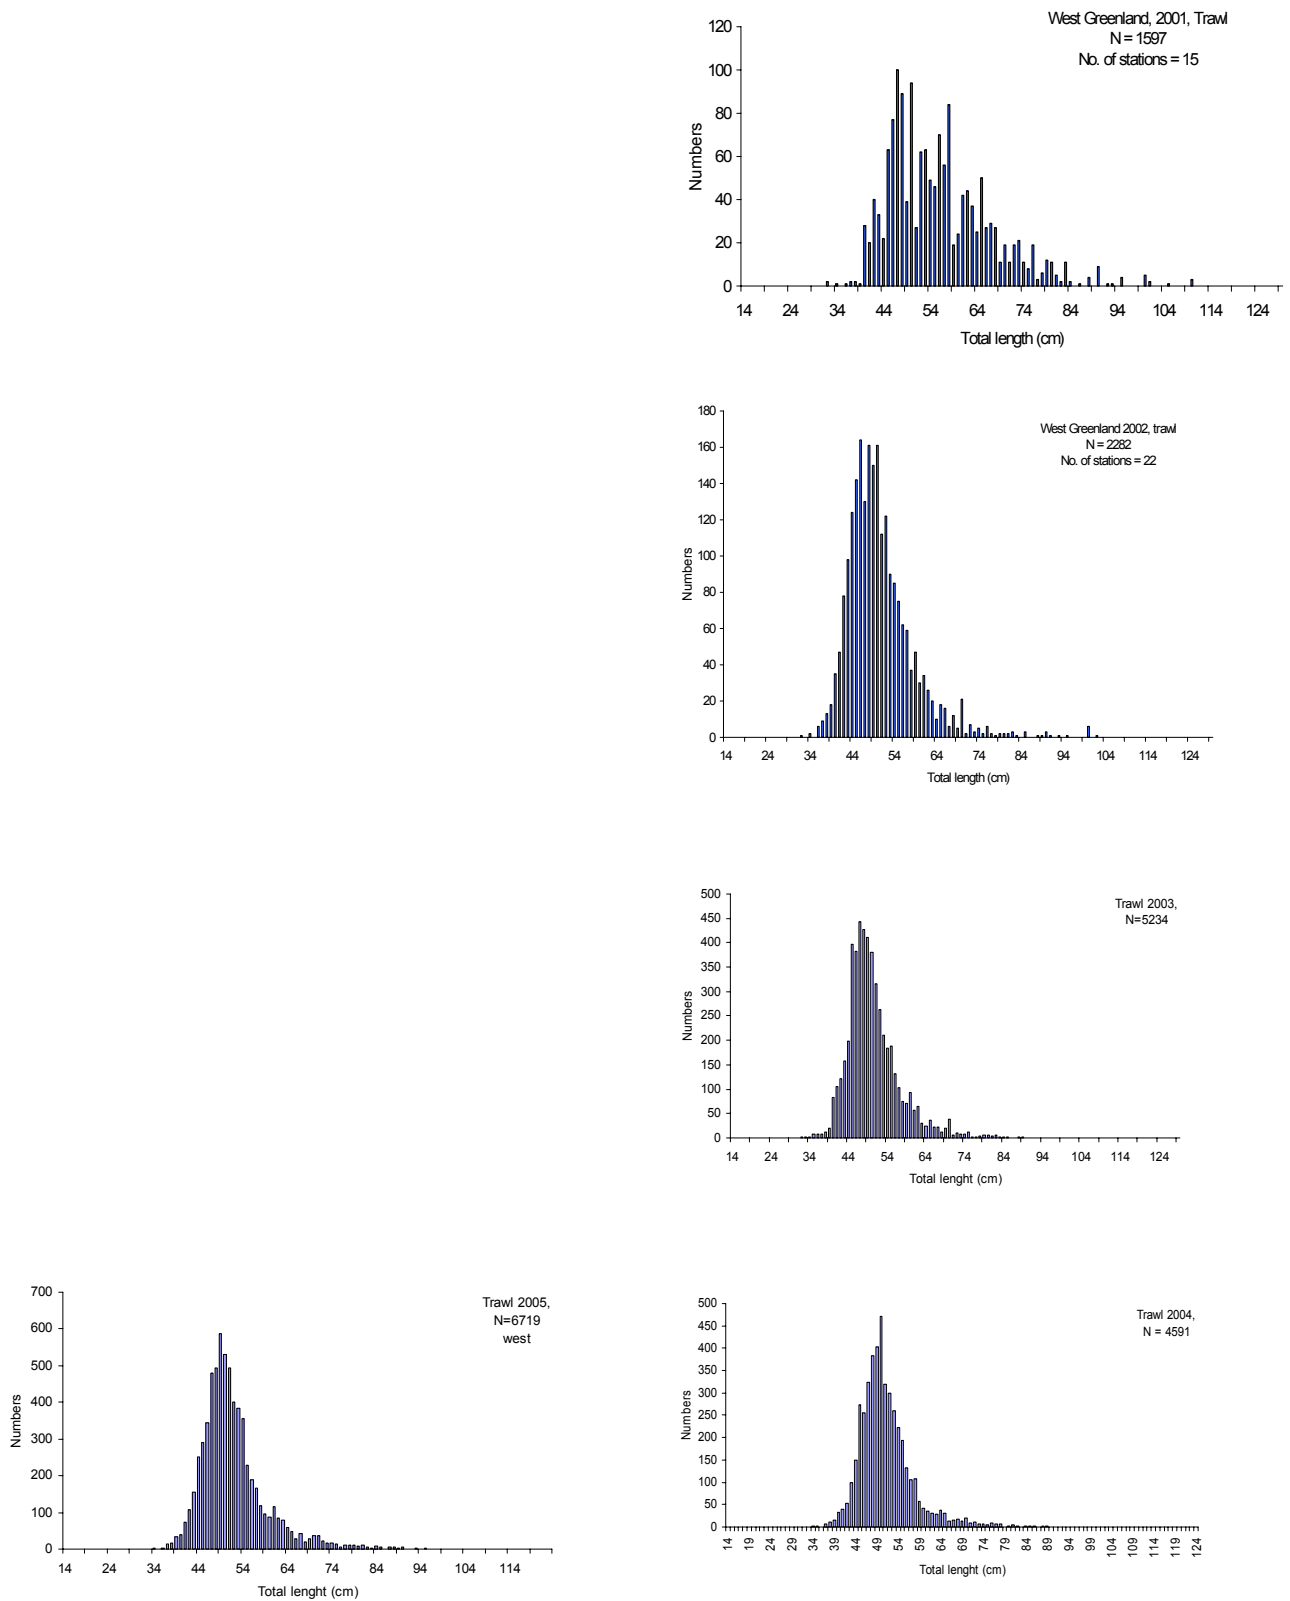 West Greenland, 2001, Trawl
N = 1597
No. of stations = 15
120
100
80
60
40
20
0
Numbers
14 24 34 44 54 64 74 84 94 104 114 124
Total length (cm)
West Greenland 2002, trawl
N = 2282
No. of stations = 22
180
160
140
120
100
80
60
40
20
0
Numbers
14 24 34 44 54 64 74 84 94 104 114 124
Total length (cm)
Trawl 2003,
N=5234
500
450
400
350
300
250
200
150
100
50
0
Numbers
14 24 34 44 54 64 74 84 94 104 114 124
Total lenght (cm)
Trawl 2005,
N=6719
west
700
600
500
400
300
200
100
0
Numbers
14 24 34 44 54 64 74 84 94 104 114
Total lenght (cm)
Trawl 2004,
N = 4591
500
450
400
350
300
250
200
150
100
50
0
Numbers
14 19 24 29 34 39 44 49 54 59 64 69 74 79 84 89 94 99 104 109 114 119 124
Total lenght (cm)